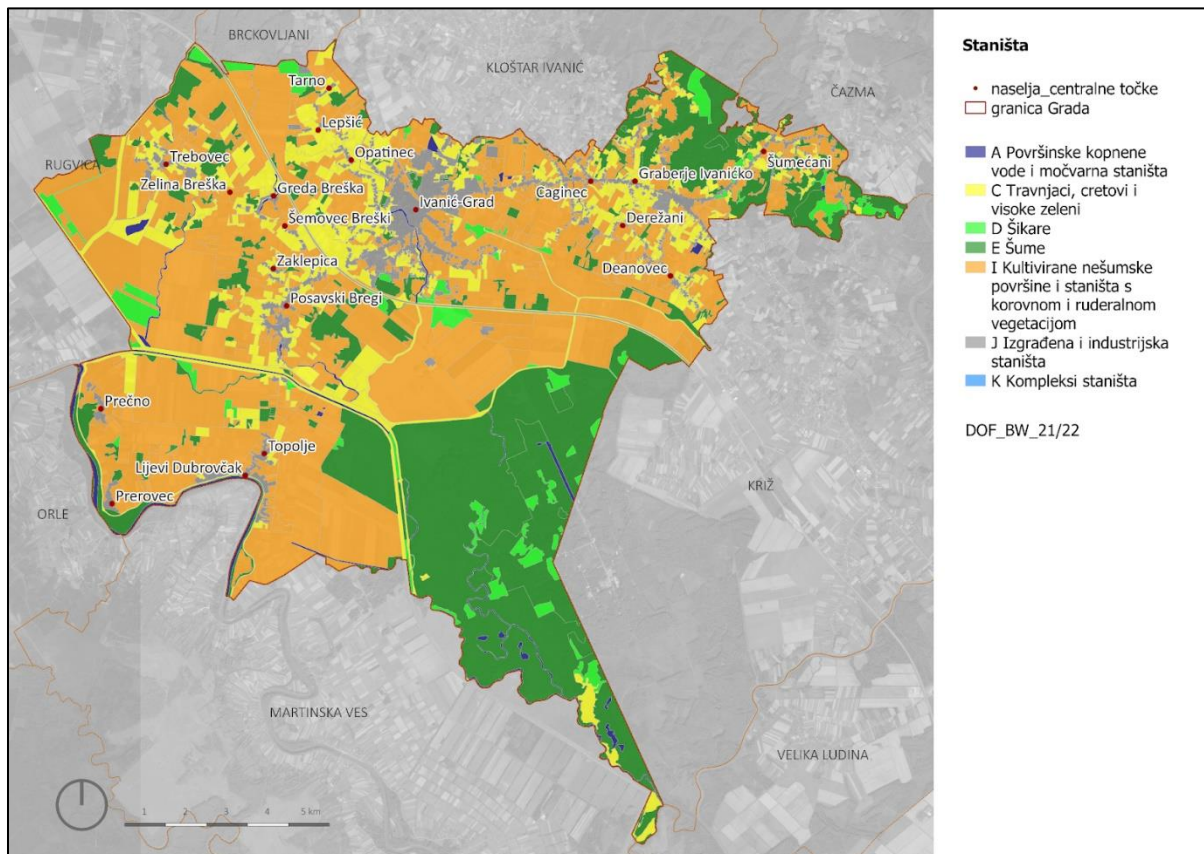 BRCKOVLJANI
KLOŠTAR IVANIĆ
ČAZMA
Tarno
Lepšić
Opatinec
Trebovec
RUGVICA
Zelina Breška
Greda Breška
Ivanić-Grad
Caginec
Graberje Ivanićko
Šumećani
Šemovec Breški
Derežani
Zaklepica
Deanovec
Posavski Bregi
Prečno
Topolje
Lijevi Dubrovčak
Prerovec
ORLE
KRIŽ
MARTINSKA VES
VELIKA LUDINA
1 2 3 4 5 km
Staništa
naselja_centralne točke
granica Grada
A Površinske kopnene
vode i močvarna staništa
C Travnjaci, cretovi i
visoke zeleni
D Šikare
E Šume
I Kultivirane nešumske
površine i staništa s
korovnom i ruderalnom
vegetacijom
J Izgrađena i industrijska
staništa
K Kompleksi staništa
DOF_BW_21/22